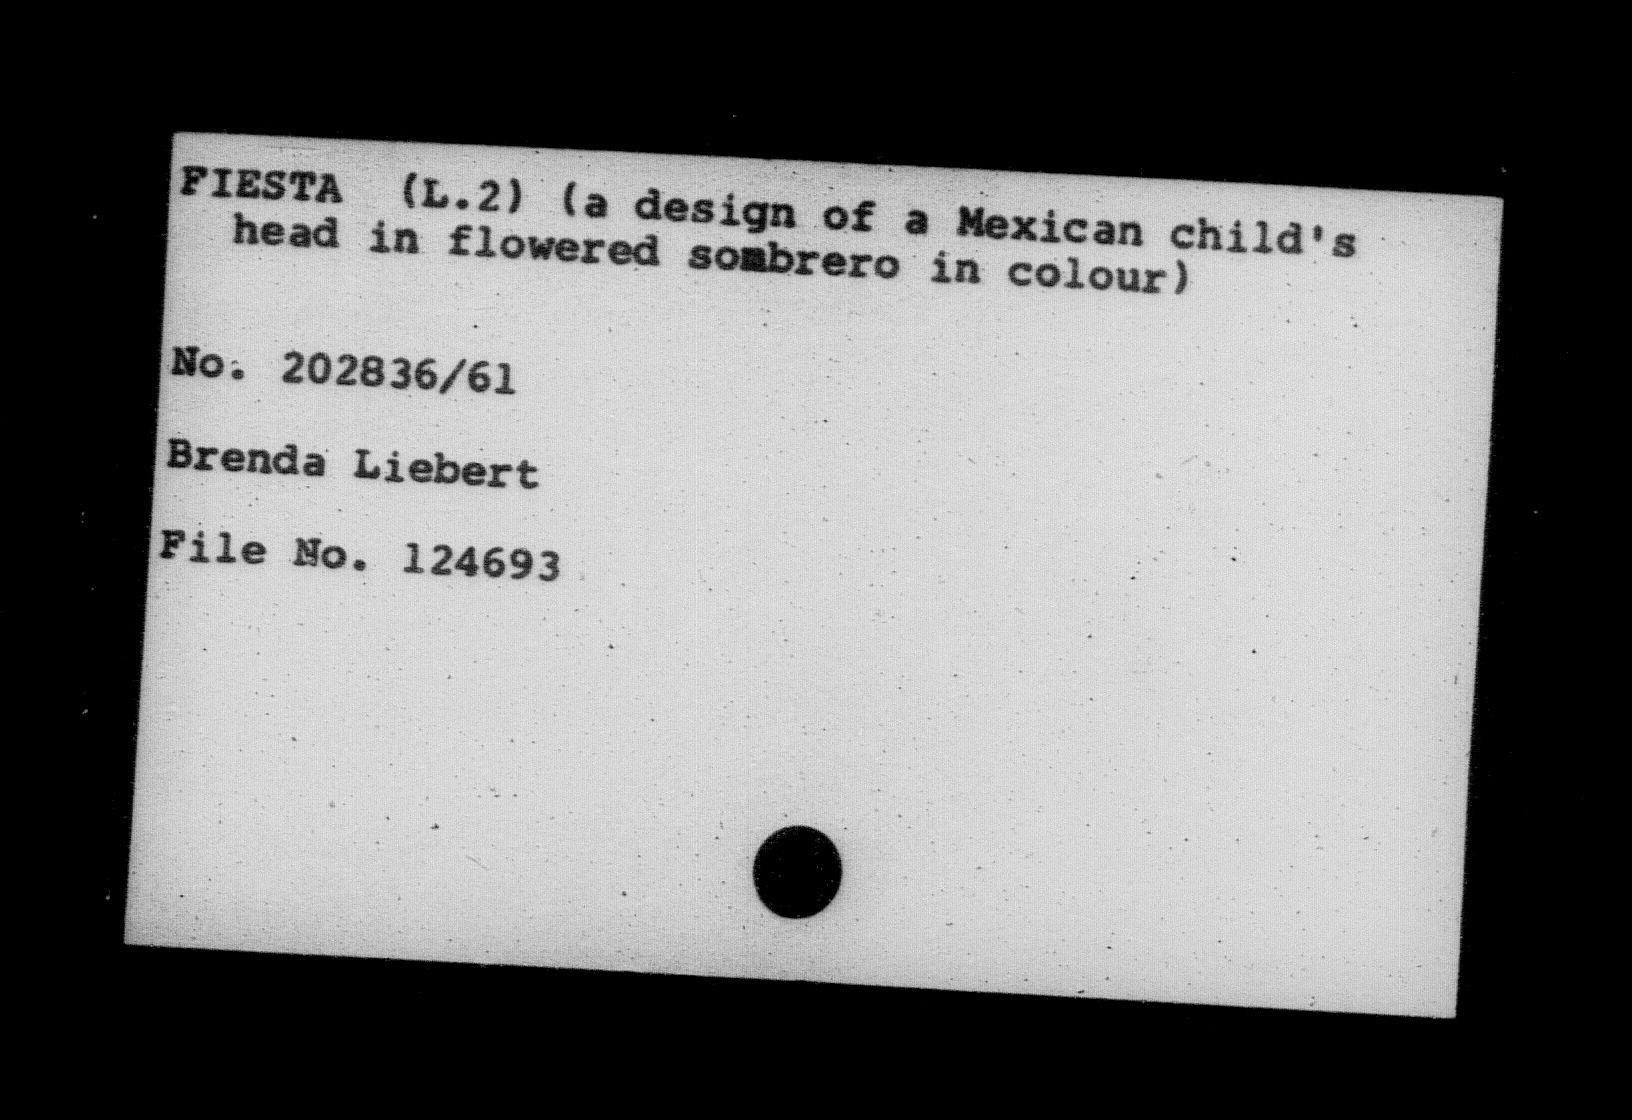 FIESTA (L.2) (a design of a Mexican child's
head in flowered sombrero in colour)
No. 202836/61
Brenda Liebert
File No. 124693